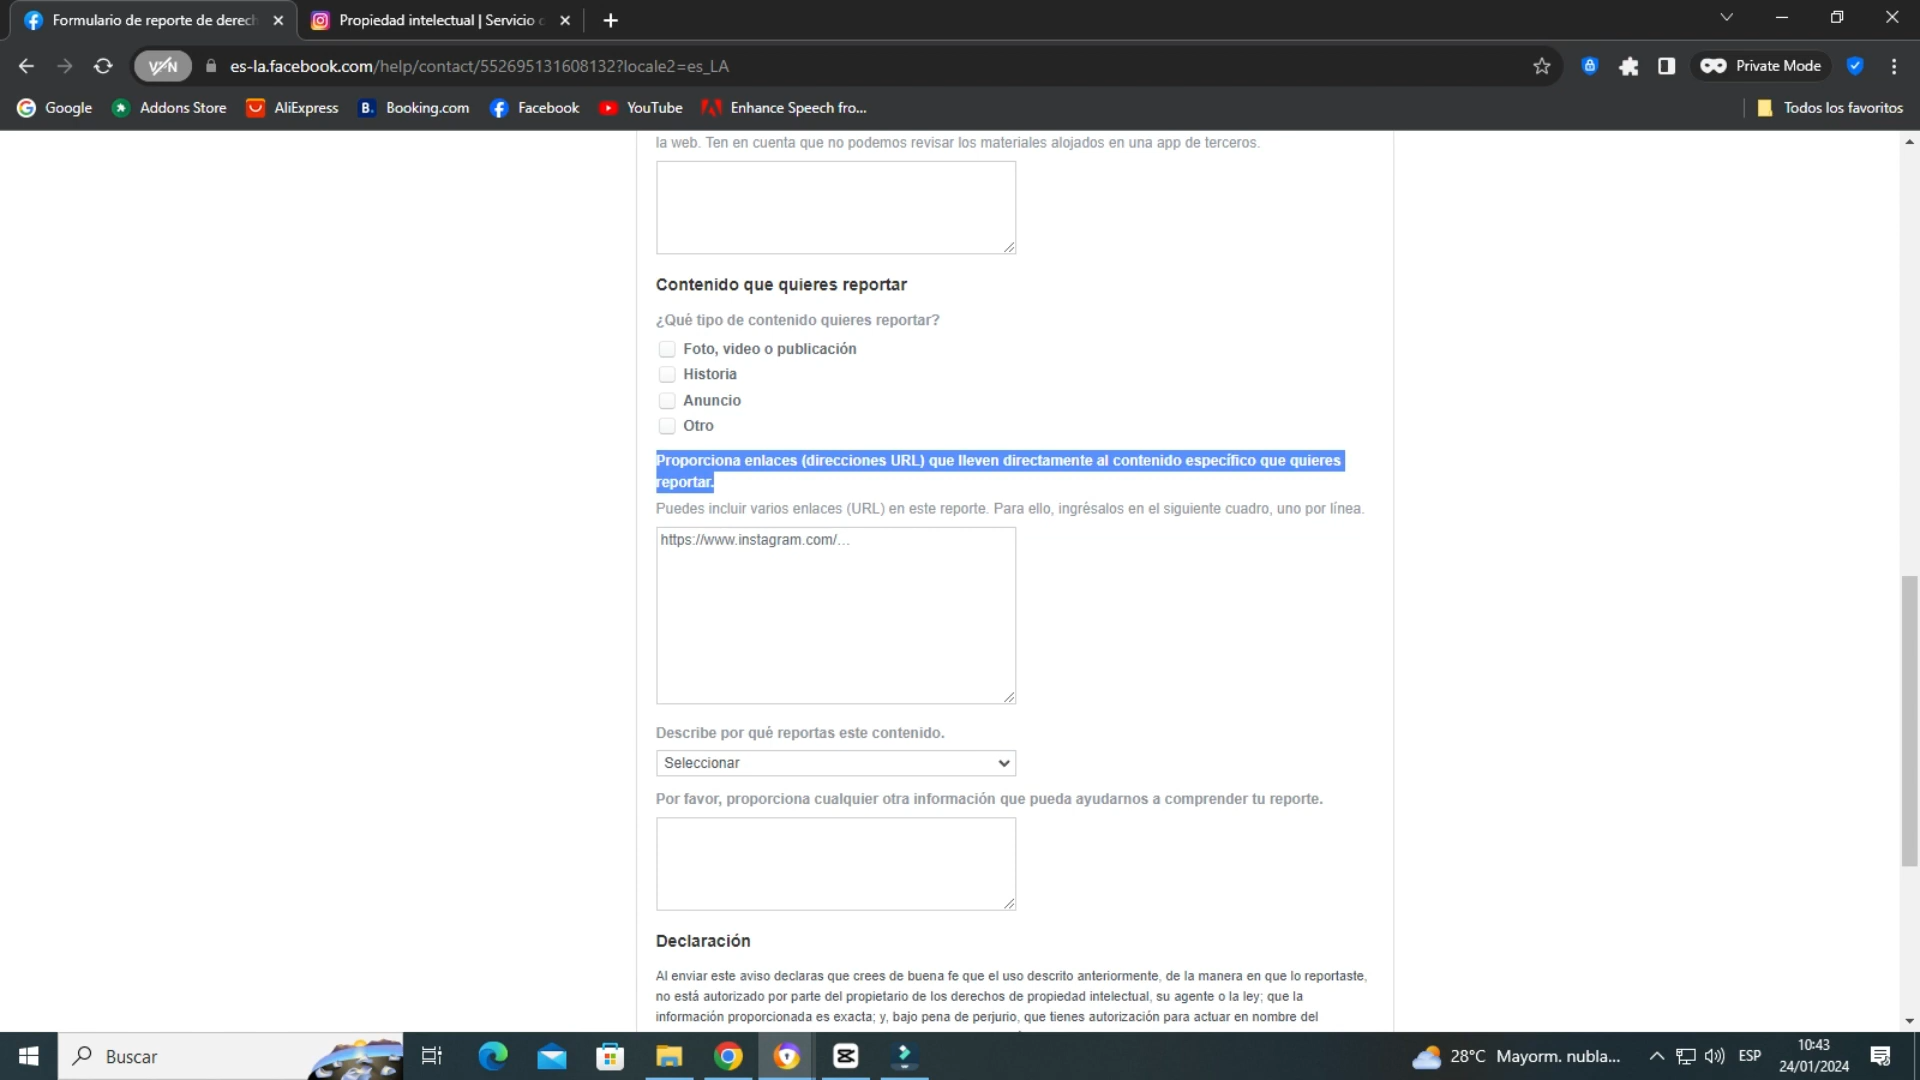 Formulario de reporte de derech
Propiedad intelectual | Servicio
VPN
es-la.facebook.com/help/contact/552695131608132?locale2=es_LA
Private Mode
Google
Addons Store
AliExpress
B.
Booking.com
Facebook
YouTube
Enhance Speech fro...
Todos los favoritos
la web. Ten en cuenta que no podemos revisar los materiales alojados en una app de terceros.
Contenido que quieres reportar
¿Qué tipo de contenido quieres reportar?
Foto, video o publicación
Historia
Anuncio
Otro
Proporciona enlaces (direcciones URL) que lleven directamente al contenido específico que quieres
reportar.
Puedes incluir varios enlaces (URL) en este reporte. Para ello, ingrésalos en el siguiente cuadro, uno por línea.
https://www.instagram.com/...
Describe por qué reportas este contenido.
Seleccionar
Por favor, proporciona cualquier otra información que pueda ayudarnos a comprender tu reporte.
Declaración
Al enviar este aviso declaras que crees de buena fe que el uso descrito anteriormente, de la manera en que lo reportaste,
no está autorizado por parte del propietario de los derechos de propiedad intelectual, su agente o la ley; que la
información proporcionada es exacta; y, bajo pena de perjurio, que tienes autorización para actuar en nombre del
Buscar
28°C Mayorm. nubla...
ESP
10:43
24/01/2024